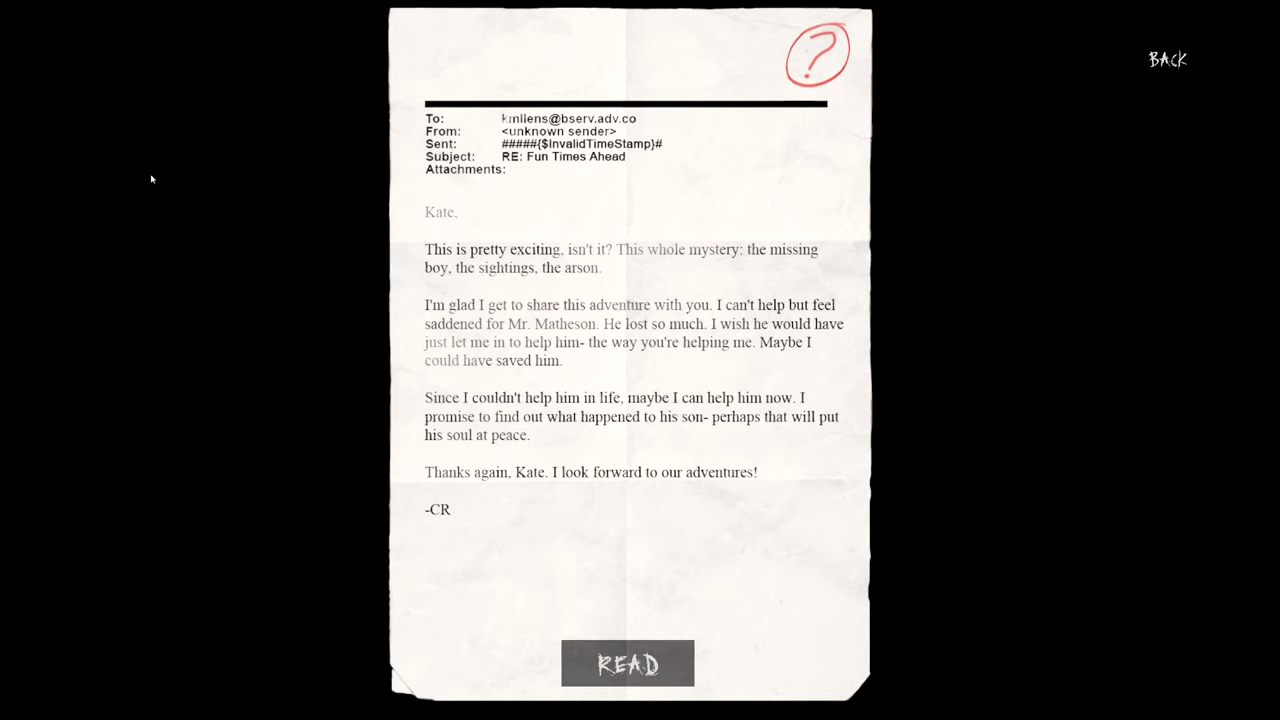 ?
BACK
To: kmilens@bserv.adv.co
From: <unknown sender>
Sent: #####{$InvalidTimeStamp}#
Subject: RE: Fun Times Ahead
Attachments:
Kate,
This is pretty exciting, isn't it? This whole mystery: the missing
boy, the sightings, the arson.
I'm glad I get to share this adventure with you. I can't help but feel
saddened for Mr. Matheson. He lost so much. I wish he would have
just let me in to help him- the way you're helping me. Maybe I
could have saved him.
Since I couldn't help him in life, maybe I can help him now. I
promise to find out what happened to his son- perhaps that will put
his soul at peace.
Thanks again, Kate. I look forward to our adventures!
-CR
READ